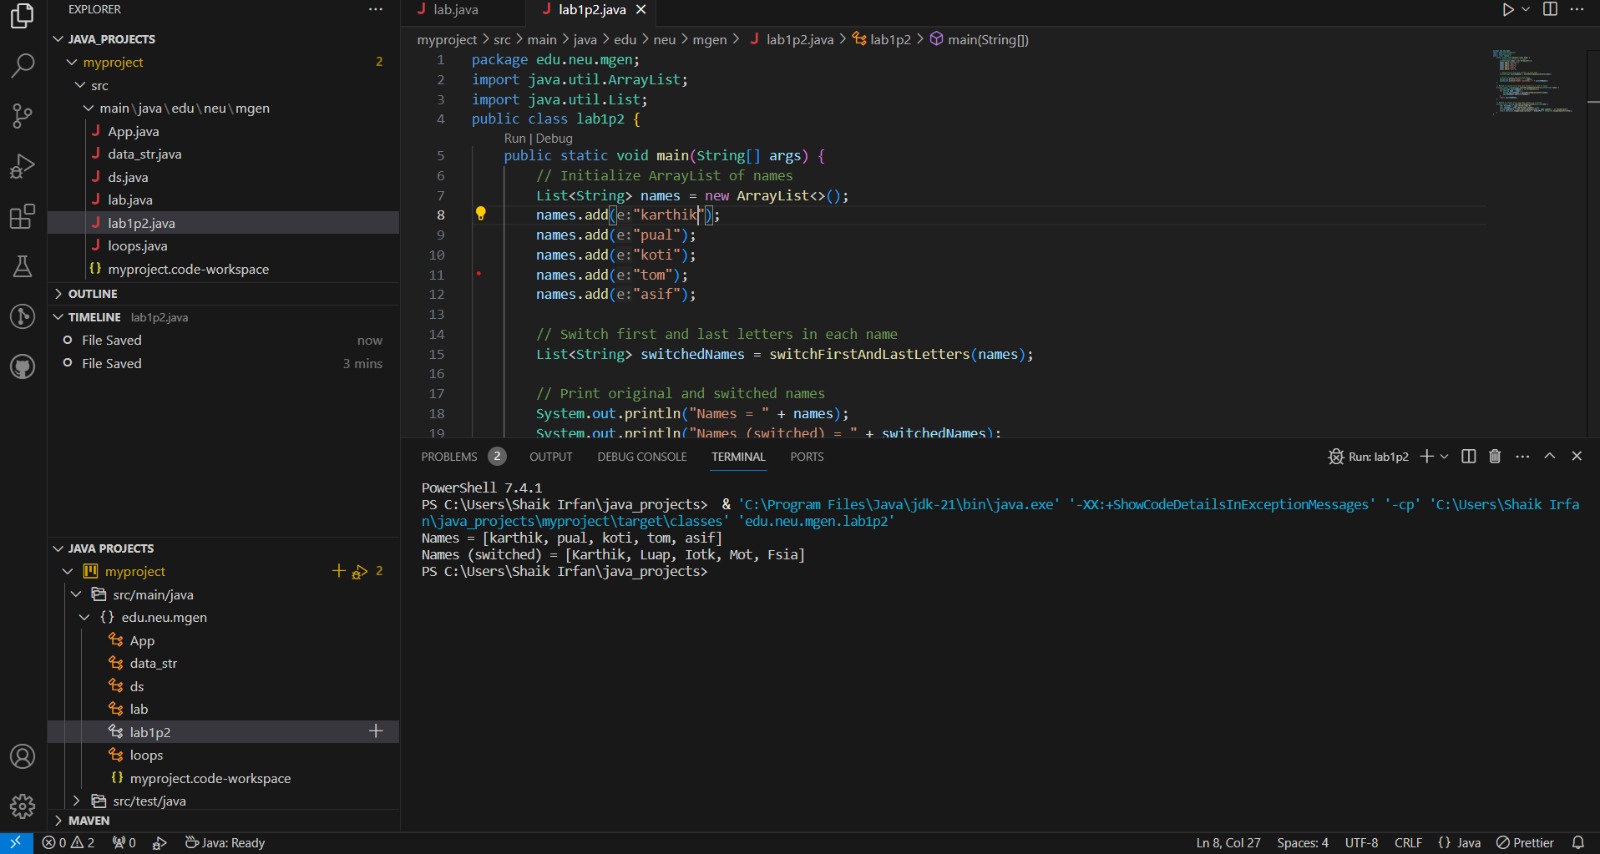 EXPLORER
JAVA_PROJECTS
myproject 2
src
main\java\edu\neu\mgen
App.java
data_str.java
ds.java
lab.java
lab1p2.java
loops.java
myproject.code-workspace
OUTLINE
TIMELINE lab1p2.java
File Saved now
File Saved 3 mins
JAVA PROJECTS
myproject 2
src/main/java
{} edu.neu.mgen
App
data_str
ds
lab
lab1p2
loops
myproject.code-workspace
src/test/java
MAVEN
lab.java
lab1p2.java
myproject > src > main > java > edu > neu > mgen > lab1p2.java > lab1p2 > main(String[])
1 package edu.neu.mgen;
2 import java.util.ArrayList;
3 import java.util.List;
4 public class lab1p2 {
Run | Debug
5 public static void main(String[] args) {
6 // Initialize ArrayList of names
7 List<String> names = new ArrayList<>();
8 names.add(e:"karthik");
9 names.add(e:"pual");
10 names.add(e:"koti");
11 names.add(e:"tom");
12 names.add(e:"asif");
13
14 // Switch first and last letters in each name
15 List<String> switchedNames = switchFirstAndLastLetters(names);
16
17 // Print original and switched names
18 System.out.println("Names = " + names);
19 System.out.println("Names (switched) = " + switchedNames);
PROBLEMS 2 OUTPUT DEBUG CONSOLE TERMINAL PORTS
Run: lab1p2
PowerShell 7.4.1
PS C:\Users\Shaik Irfan\java_projects> & 'C:\Program Files\Java\jdk-21\bin\java.exe' '-XX:+ShowCodeDetailsInExceptionMessages' '-cp' 'C:\Users\Shaik Irfa
n\java_projects\myproject\target\classes' 'edu.neu.mgen.lab1p2'
Names = [karthik, pual, koti, tom, asif]
Names (switched) = [Karthik, Luap, Iotk, Mot, Fsia]
PS C:\Users\Shaik Irfan\java_projects>
0 2 0 Java: Ready
Ln 8, Col 27 Spaces: 4 UTF-8 CRLF {} Java Prettier